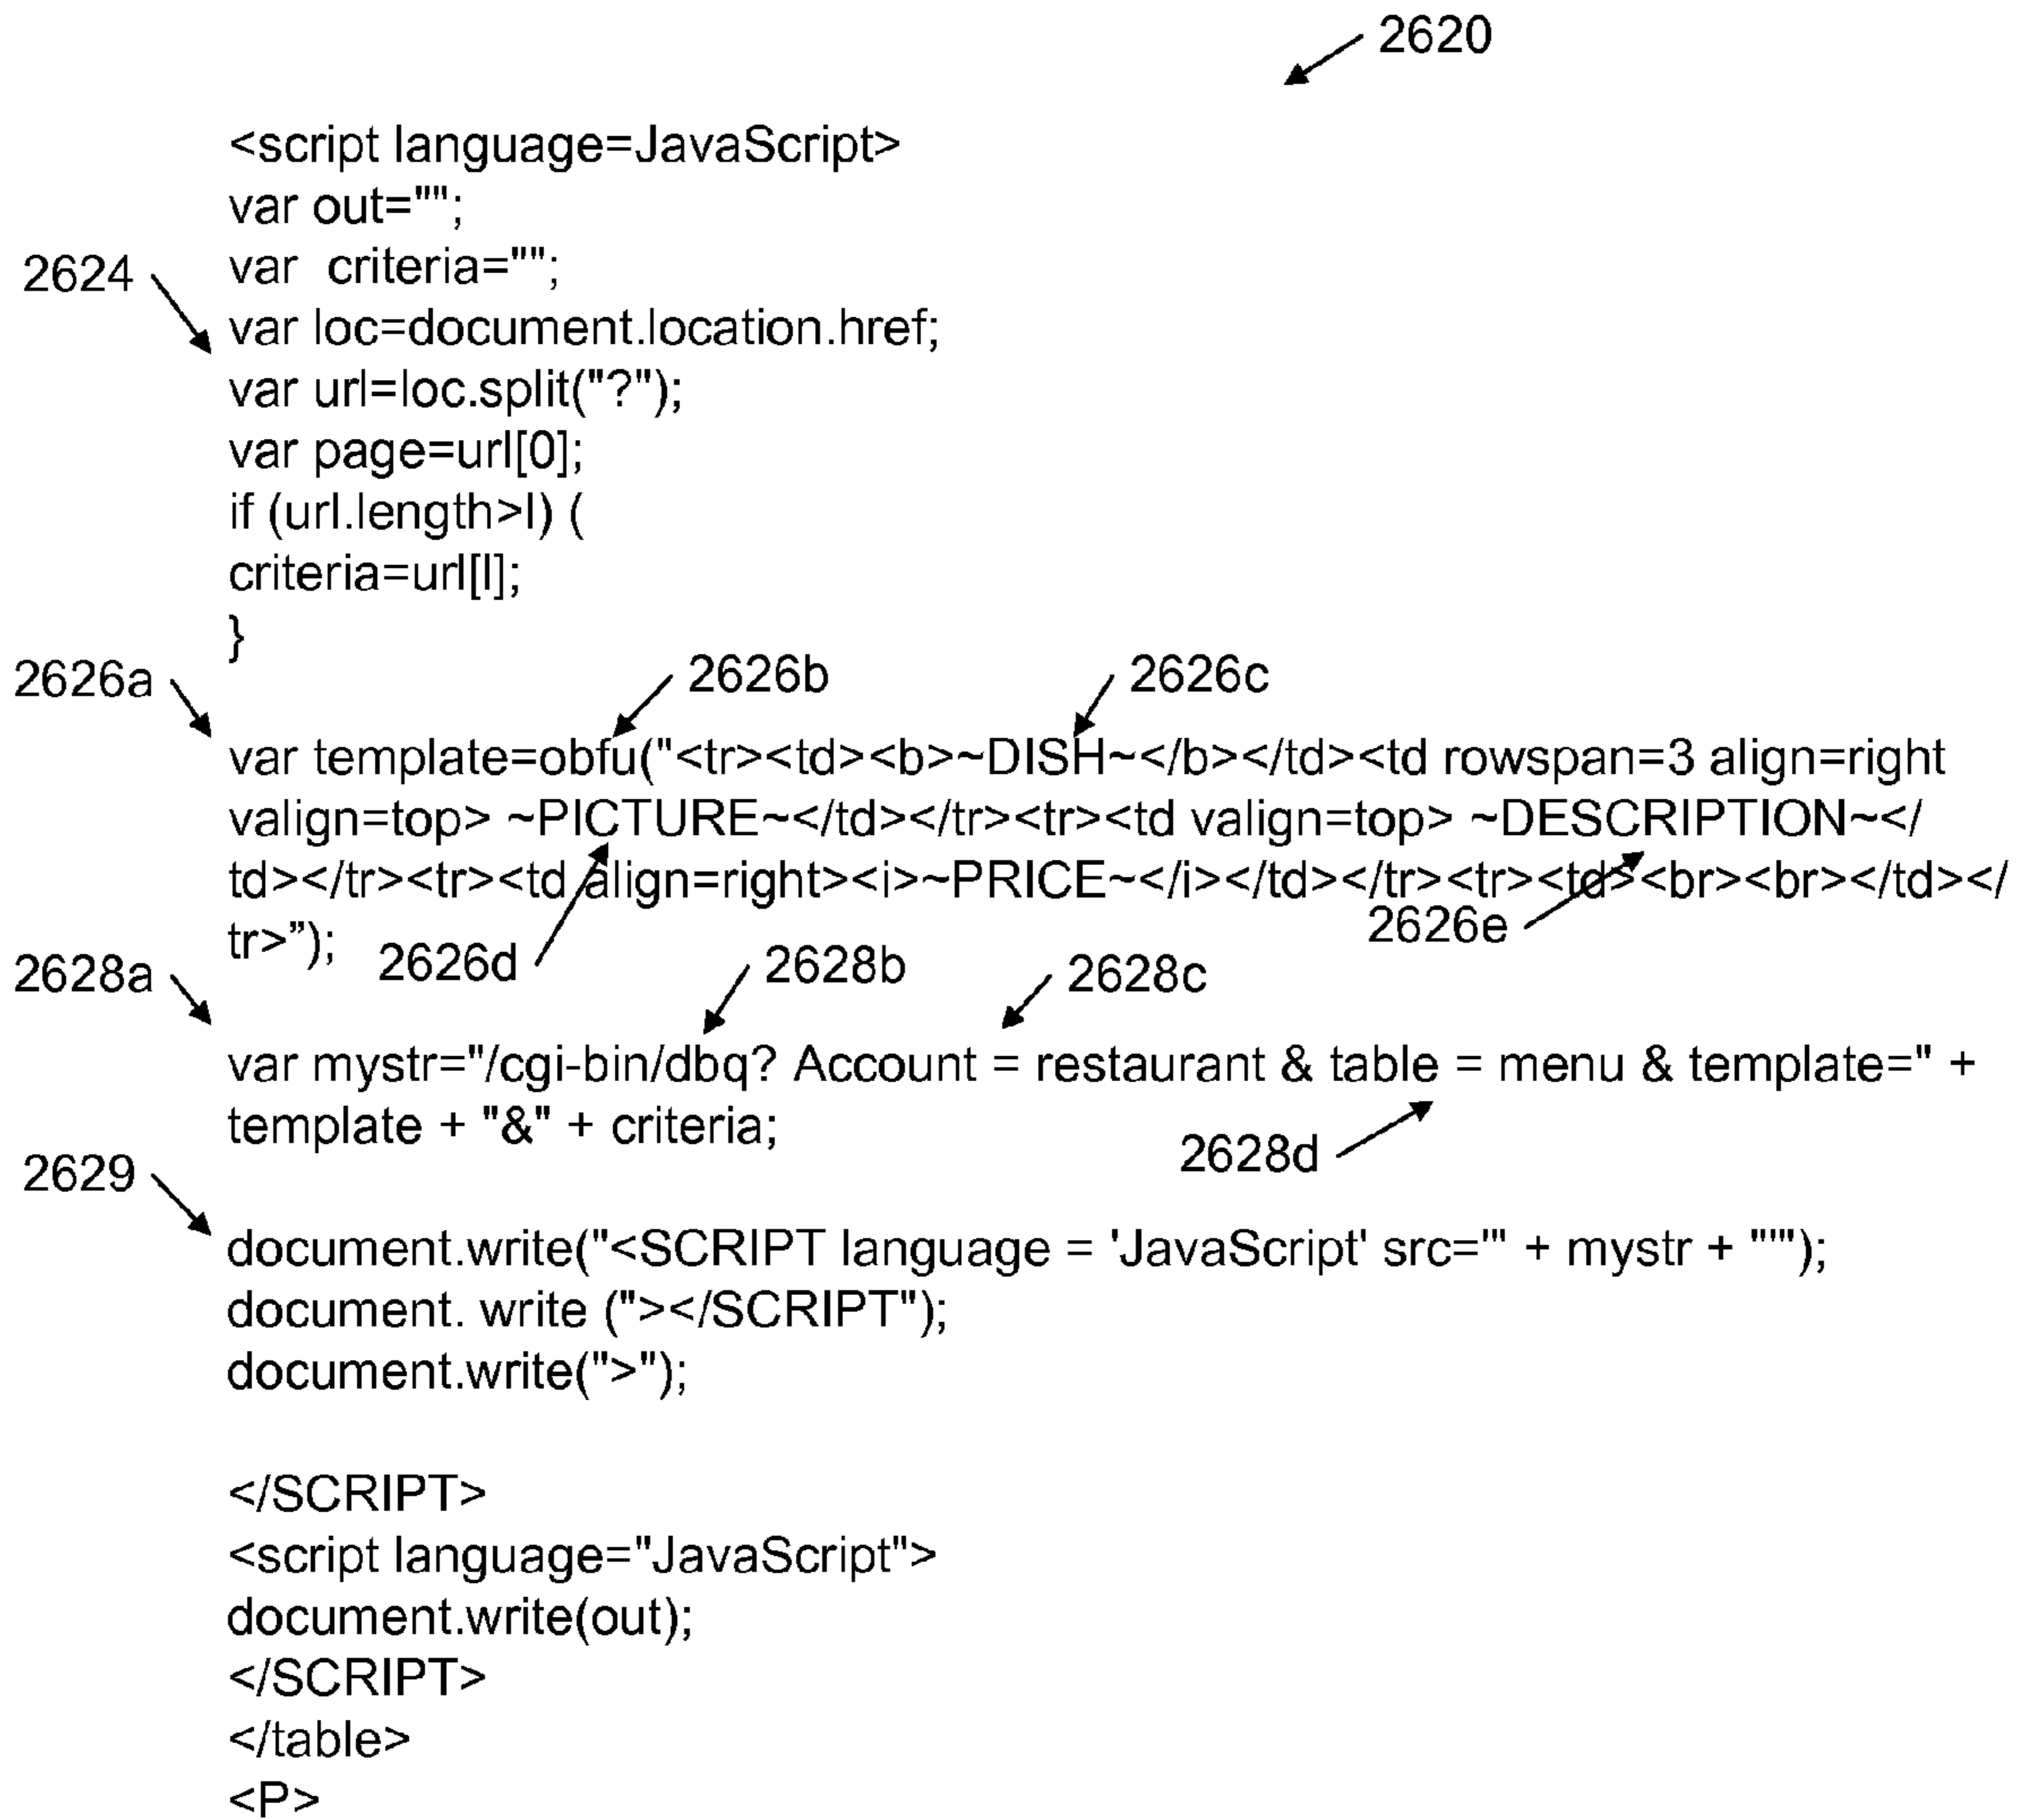 2620
<script language=JavaScript>
var out="";
var  criteria="";
2624
var loc=document.location.href;
var url=loc.split("?");
var page=url[0];
if (url.length>l) (
criteria=url[l];
}
2626a
2626b
2626c
var template=obfu("<tr><td><b>~DISH~</b></td><td rowspan=3 align=right
valign=top> ~PICTURE~</td></tr><tr><td valign=top> ~DESCRIPTION~</
td></tr><tr><td align=right><i>~PRICE~</i></td></tr><tr><td><br><br></td></
tr>”);
2626d
2626e
2628a
2628b
2628c
var mystr="/cgi-bin/dbq? Account = restaurant & table = menu & template=" +
template + "&" + criteria;
2628d
2629
document.write("<SCRIPT language = 'JavaScript' src='" + mystr + "'");
document. write ("></SCRIPT");
document.write(">");
</SCRIPT>
<script language="JavaScript">
document.write(out);
</SCRIPT>
</table>
<P>